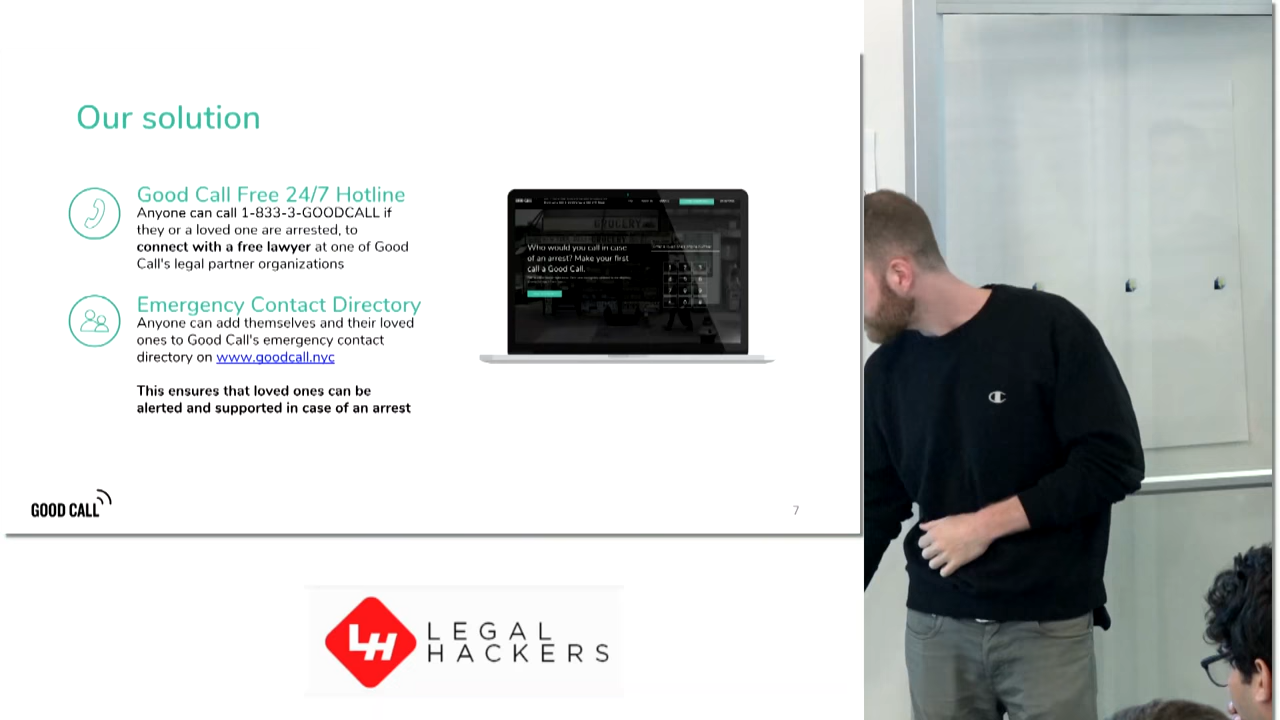 Our solution
Good Call Free 24/7 Hotline
Anyone can call 1-833-3-GOODCALL if
they or a loved one are arrested, to
connect with a free lawyer at one of Good
Call's legal partner organizations
Emergency Contact Directory
Anyone can add themselves and their loved
ones to Good Call's emergency contact
directory on www.goodcall.nyc
This ensures that loved ones can be
alerted and supported in case of an arrest
Who would you call in case
of an arrest? Make your first
call a Good Call.
GOOD CALL
7
LH
LEGAL
HACKERS